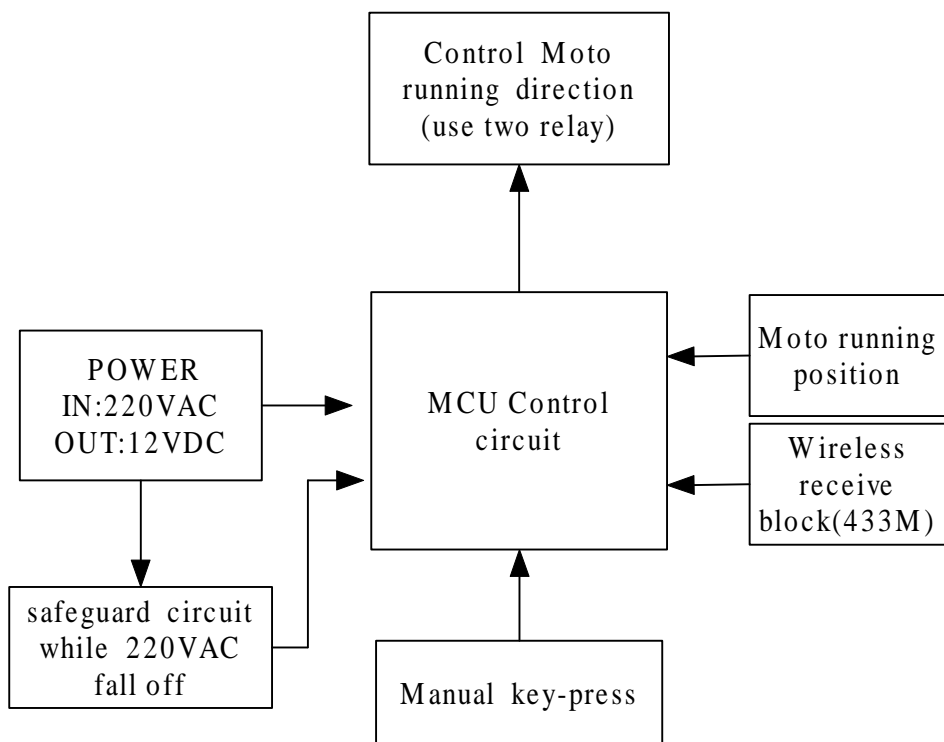 Control Moto
running direction
(use two relay)
POWER
IN:220VAC
OUT:12VDC
MCU Control
circuit
Moto running
position
Wireless
receive
block(433M)
safeguard circuit
while 220VAC
fall off
Manual key-press